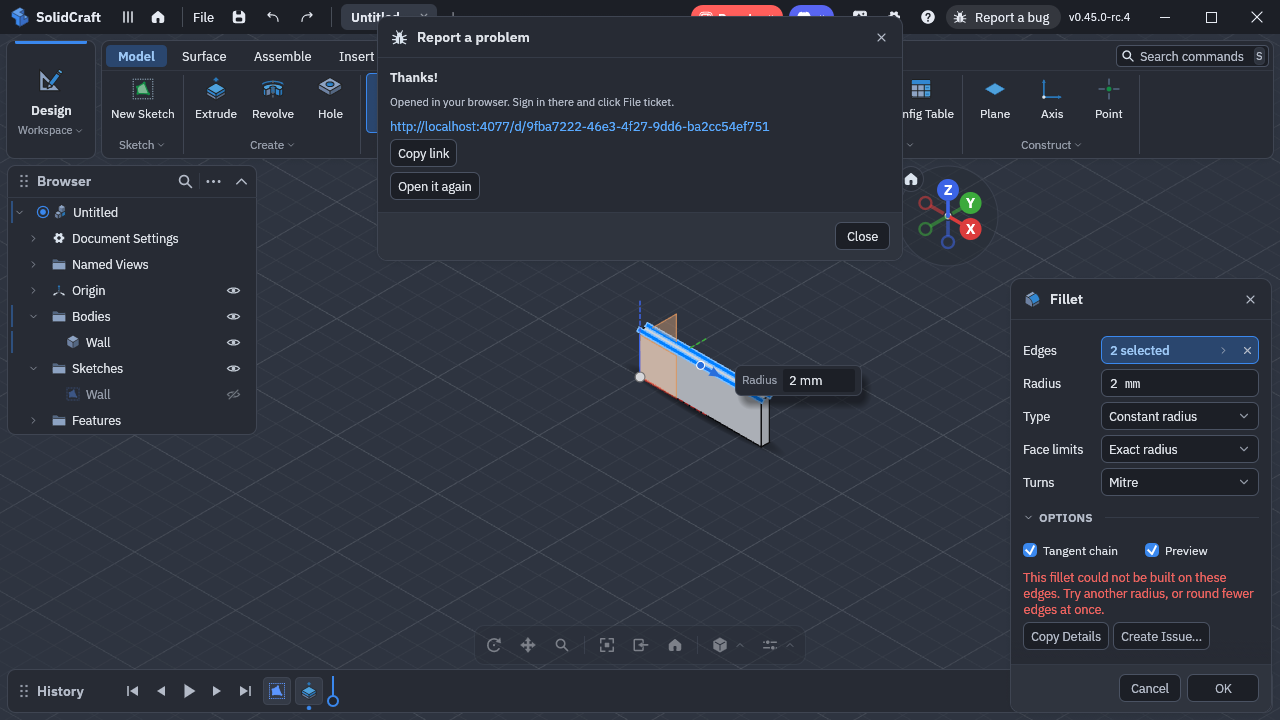 SolidCraft
File
Untitled
Report a bug
v0.45.0-rc.4
Report a problem
Model
Surface
Assemble
Insert
Search commands
S
Design
Workspace
New Sketch
Extrude
Revolve
Hole
Sketch
Create
Thanks!
Opened in your browser. Sign in there and click File ticket.
http://localhost:4077/d/9fba7222-46e3-4f27-9dd6-ba2cc54ef751
Copy link
Open it again
Close
Table
Plane
Axis
Point
Construct
Browser
Untitled
Document Settings
Named Views
Origin
Bodies
Wall
Sketches
Wall
Features
Z
Y
X
Radius
2 mm
Fillet
Edges
2 selected
Radius
2 mm
Type
Constant radius
Face limits
Exact radius
Turns
Mitre
OPTIONS
Tangent chain
Preview
This fillet could not be built on these
edges. Try another radius, or round fewer
edges at once.
Copy Details
Create Issue...
Cancel
OK
History